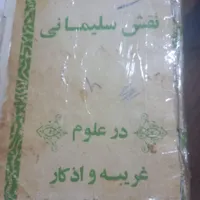 نقش سلیمانی
در علوم
غریبه و اذکار